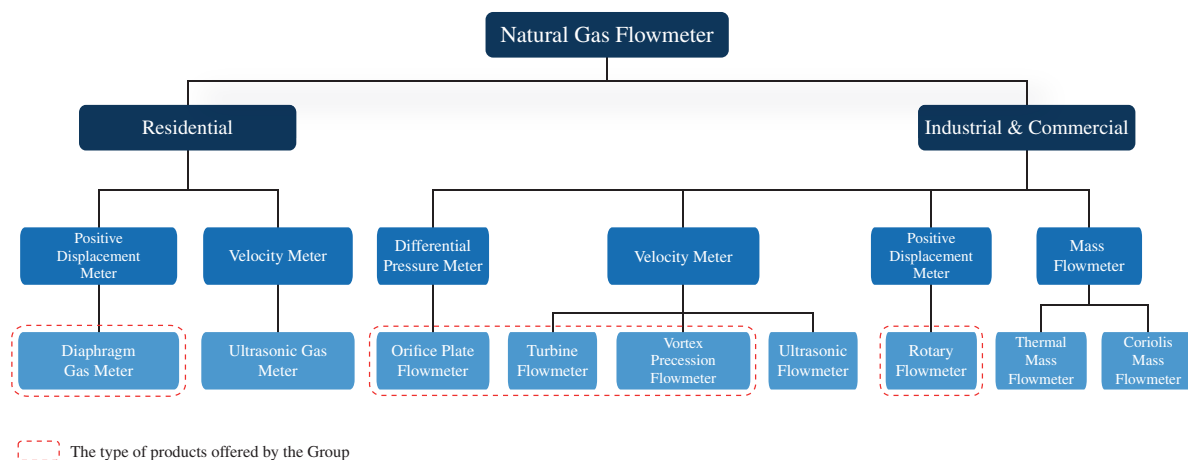 Natural Gas Flowmeter
Residential
Industrial & Commercial
Positive
Displacement
Meter
Velocity Meter
Differential
Pressure Meter
Velocity Meter
Positive
Displacement
Meter
Mass
Flowmeter
Diaphragm
Gas Meter
Ultrasonic Gas
Meter
Orifice Plate
Flowmeter
Turbine
Flowmeter
Vortex
Precession
Flowmeter
Ultrasonic
Flowmeter
Rotary
Flowmeter
Thermal
Mass
Flowmeter
Coriolis
Mass
Flowmeter
The type of products offered by the Group